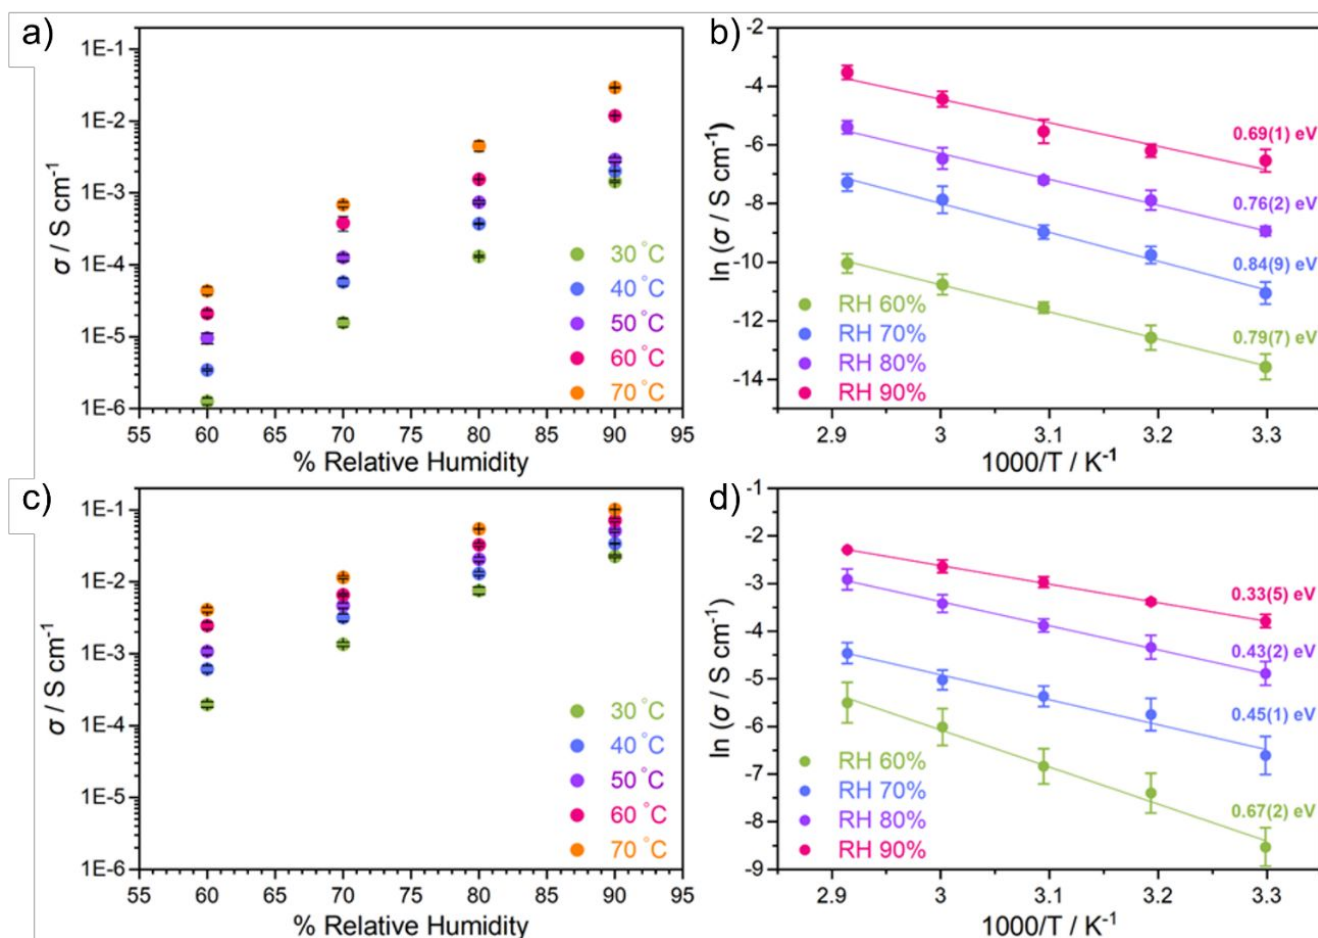 a)
1E-1
1E-2
1E-3
1E-4
1E-5
1E-6
σ / S cm⁻¹
30 °C
40 °C
50 °C
60 °C
70 °C
55 60 65 70 75 80 85 90 95
% Relative Humidity
b)
-2
-4
-6
-8
-10
-12
-14
ln (σ / S cm⁻¹)
0.69(1) eV
0.76(2) eV
0.84(9) eV
0.79(7) eV
RH 60%
RH 70%
RH 80%
RH 90%
2.9 3 3.1 3.2 3.3
1000/T / K⁻¹
c)
1E-1
1E-2
1E-3
1E-4
1E-5
1E-6
σ / S cm⁻¹
30 °C
40 °C
50 °C
60 °C
70 °C
55 60 65 70 75 80 85 90 95
% Relative Humidity
d)
-1
-2
-3
-4
-5
-6
-7
-8
-9
ln (σ / S cm⁻¹)
0.33(5) eV
0.43(2) eV
0.45(1) eV
0.67(2) eV
RH 60%
RH 70%
RH 80%
RH 90%
2.9 3 3.1 3.2 3.3
1000/T / K⁻¹